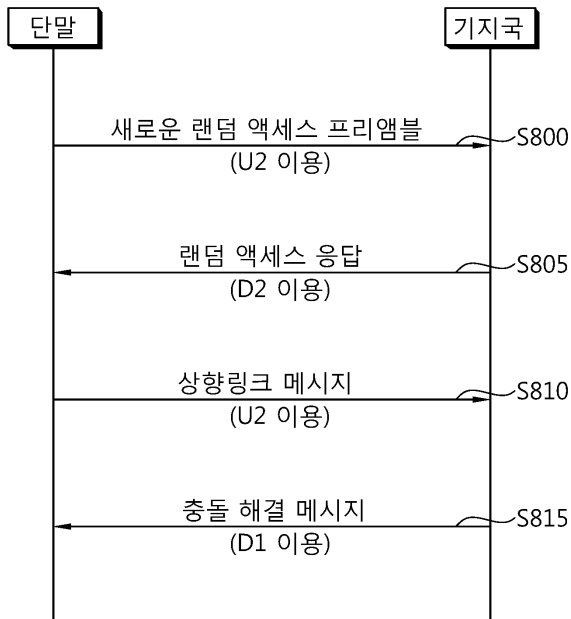 단말
기지국
새로운 랜덤 액세스 프리앰블
S800
(U2 이용)
랜덤 액세스 응답
S805
(D2 이용)
상향링크 메시지
S810
(U2 이용)
충돌 해결 메시지
S815
(D1 이용)